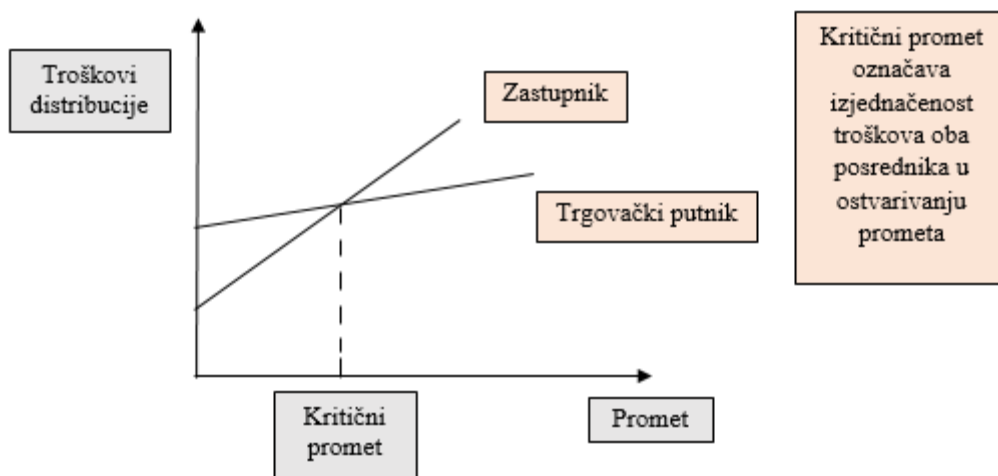 Troškovi
distribucije
Zastupnik
Trgovački putnik
Kritični promet
označava
izjednačenost
troškova oba
posrednika u
ostvarivanju
prometa
Kritični
promet
Promet